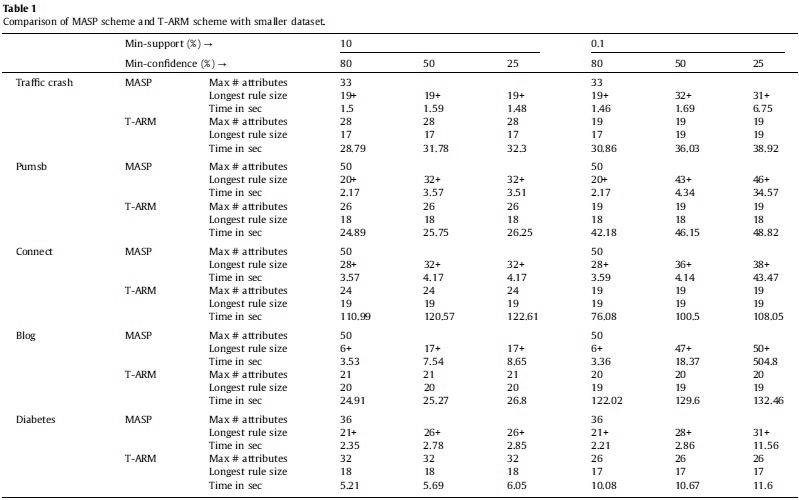 Table 1
Comparison of MASP scheme and T-ARM scheme with smaller dataset.
Min-support (%) → 10 0.1
Min-confidence (%) → 80 50 25 80 50 25
Traffic crash MASP Max # attributes 33 33
Longest rule size 19+ 19+ 19+ 19+ 32+ 31+
Time in sec 1.5 1.59 1.48 1.46 1.69 6.75
T-ARM Max # attributes 28 28 28 19 19 19
Longest rule size 17 17 17 17 19 19
Time in sec 28.79 31.78 32.3 30.86 36.03 38.92
Pumsb MASP Max # attributes 50 50
Longest rule size 20+ 32+ 32+ 20+ 43+ 46+
Time in sec 2.17 3.57 3.51 2.17 4.34 34.57
T-ARM Max # attributes 26 26 26 19 19 19
Longest rule size 18 18 18 18 18 18
Time in sec 24.89 25.75 26.25 42.18 46.15 48.82
Connect MASP Max # attributes 50 50
Longest rule size 28+ 32+ 32+ 28+ 36+ 38+
Time in sec 3.57 4.17 4.17 3.59 4.14 43.47
T-ARM Max # attributes 24 24 24 19 19 19
Longest rule size 19 19 19 19 19 19
Time in sec 110.99 120.57 122.61 76.08 100.5 108.05
Blog MASP Max # attributes 50 50
Longest rule size 6+ 17+ 17+ 6+ 47+ 50+
Time in sec 3.53 7.54 8.65 3.36 18.37 504.8
T-ARM Max # attributes 21 21 21 20 20 20
Longest rule size 20 20 20 19 19 19
Time in sec 24.91 25.27 26.8 122.02 129.6 132.46
Diabetes MASP Max # attributes 36 36
Longest rule size 21+ 26+ 26+ 21+ 28+ 31+
Time in sec 2.35 2.78 2.85 2.21 2.86 11.56
T-ARM Max # attributes 32 32 32 26 26 26
Longest rule size 18 18 18 17 17 17
Time in sec 5.21 5.69 6.05 10.08 10.67 11.6